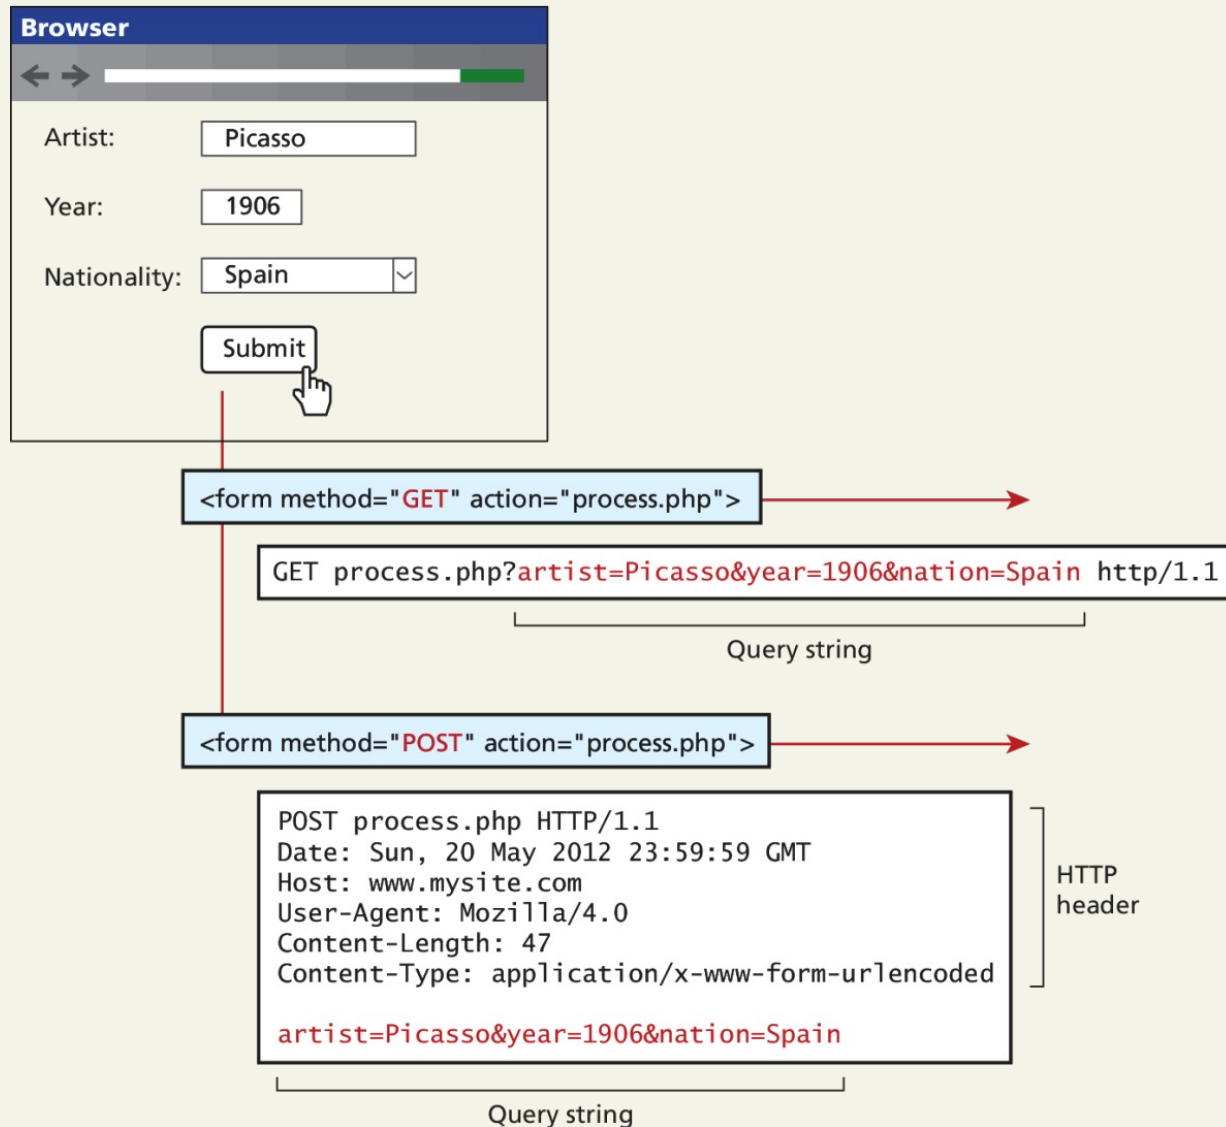 Browser
Artist: Picasso
Year: 1906
Nationality: Spain
Submit
<form method="GET" action="process.php">
GET process.php?artist=Picasso&year=1906&nation=Spain http/1.1
Query string
<form method="POST" action="process.php">
POST process.php HTTP/1.1
Date: Sun, 20 May 2012 23:59:59 GMT
Host: www.mysite.com
User-Agent: Mozilla/4.0
Content-Length: 47
Content-Type: application/x-www-form-urlencoded
HTTP
header
artist=Picasso&year=1906&nation=Spain
Query string